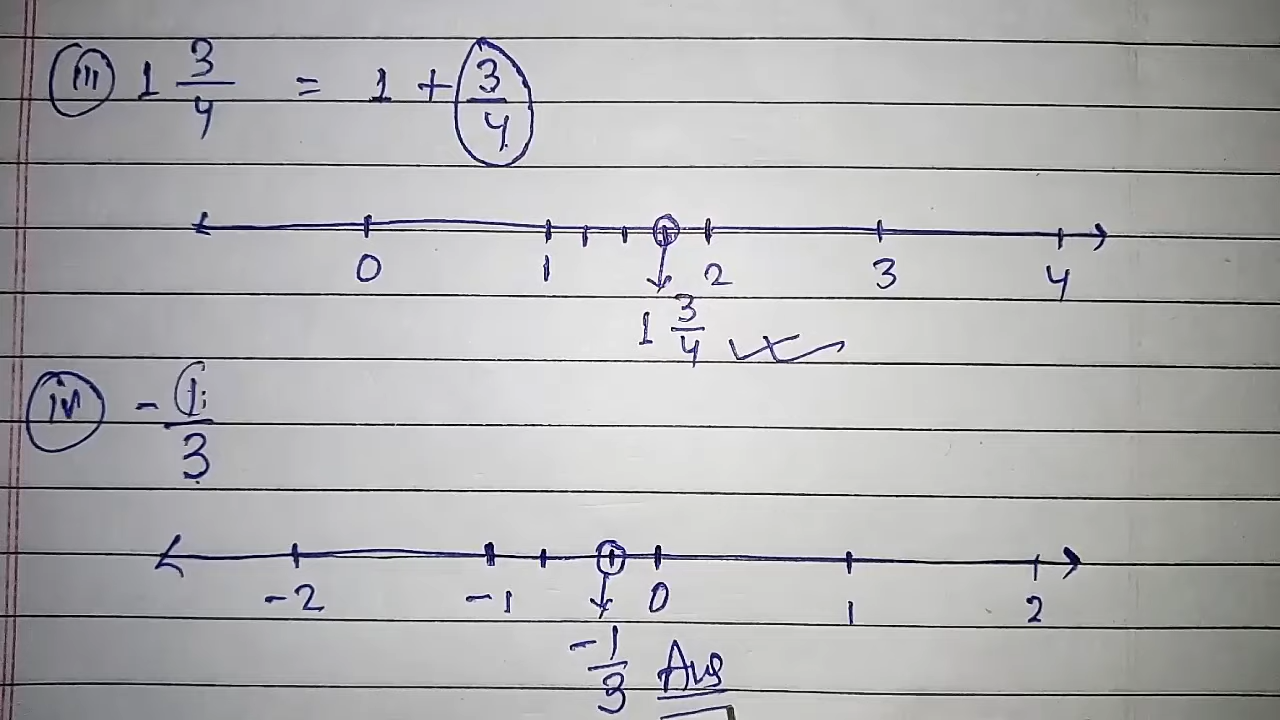 (iii) 1 3/4 = 1 + 3/4
0 1 2 3 4
1 3/4
(iv) - 1/3
-2 -1 0 1 2
-1/3 Ans